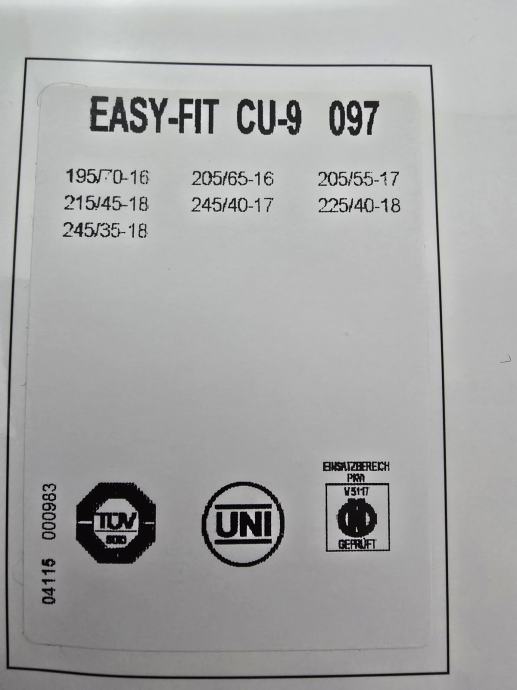 EASY-FIT CU-9 097
195/70-16 205/65-16 205/55-17
215/45-18 245/40-17 225/40-18
245/35-18
EINSATZBEREICH
PKW
V5117
GEPRÜFT
TÜV
UNI
04115 000983